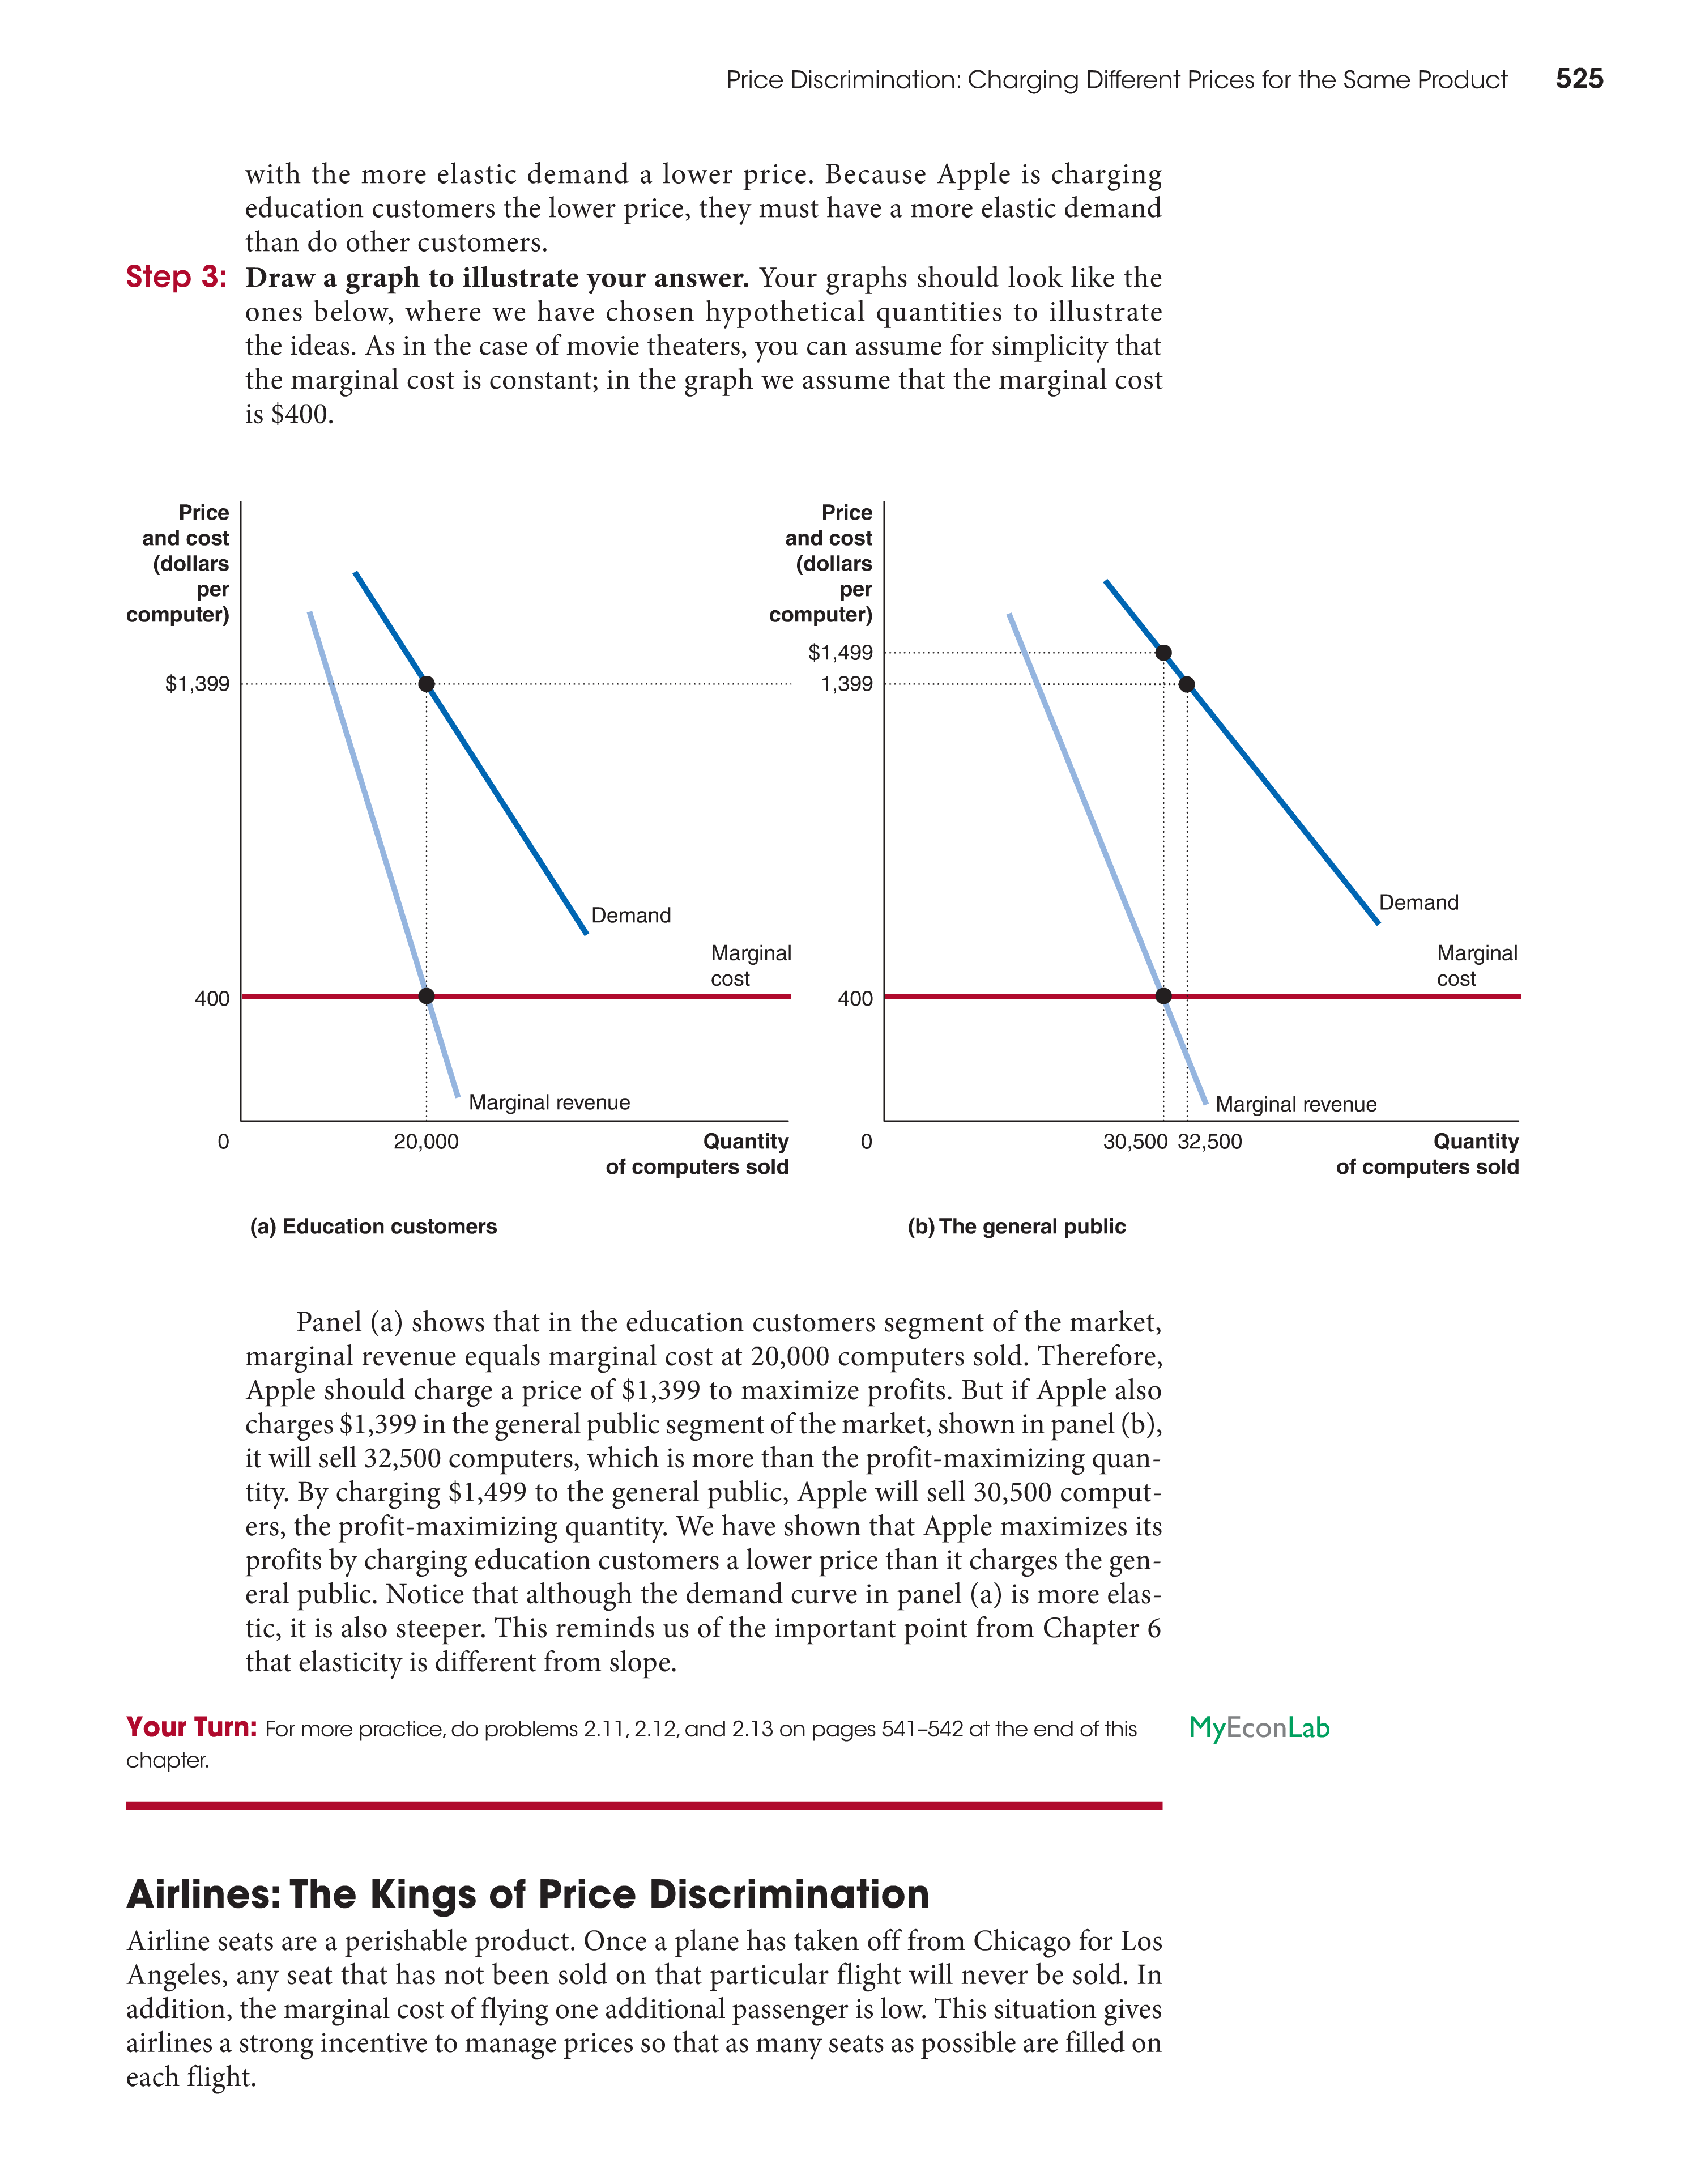 Price Discrimination: Charging Different Prices for the Same Product 525
with the more elastic demand a lower price. Because Apple is charging
education customers the lower price, they must have a more elastic demand
than do other customers.
Step 3: Draw a graph to illustrate your answer. Your graphs should look like the
ones below, where we have chosen hypothetical quantities to illustrate
the ideas. As in the case of movie theaters, you can assume for simplicity that
the marginal cost is constant; in the graph we assume that the marginal cost
is $400.
Price
and cost
(dollars
per
computer)
$1,399
400
0
20,000
Demand
Marginal
cost
Marginal revenue
Quantity
of computers sold
(a) Education customers
Price
and cost
(dollars
per
computer)
$1,499
1,399
400
0
30,500 32,500
Demand
Marginal
cost
Marginal revenue
Quantity
of computers sold
(b) The general public
Panel (a) shows that in the education customers segment of the market,
marginal revenue equals marginal cost at 20,000 computers sold. Therefore,
Apple should charge a price of $1,399 to maximize profits. But if Apple also
charges $1,399 in the general public segment of the market, shown in panel (b),
it will sell 32,500 computers, which is more than the profit-maximizing quan-
tity. By charging $1,499 to the general public, Apple will sell 30,500 comput-
ers, the profit-maximizing quantity. We have shown that Apple maximizes its
profits by charging education customers a lower price than it charges the gen-
eral public. Notice that although the demand curve in panel (a) is more elas-
tic, it is also steeper. This reminds us of the important point from Chapter 6
that elasticity is different from slope.
Your Turn: For more practice, do problems 2.11, 2.12, and 2.13 on pages 541–542 at the end of this
chapter.
MyEconLab
Airlines: The Kings of Price Discrimination
Airline seats are a perishable product. Once a plane has taken off from Chicago for Los
Angeles, any seat that has not been sold on that particular flight will never be sold. In
addition, the marginal cost of flying one additional passenger is low. This situation gives
airlines a strong incentive to manage prices so that as many seats as possible are filled on
each flight.